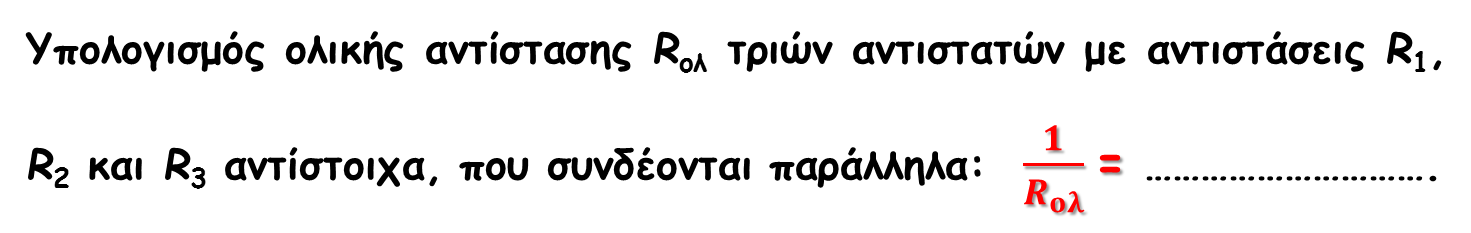 Υπολογισμός ολικής αντίστασης Rολ τριών αντιστατών με αντιστάσεις R1,
R2 και R3 αντίστοιχα, που συνδέονται παράλληλα: 1/Rολ = ……………………………….